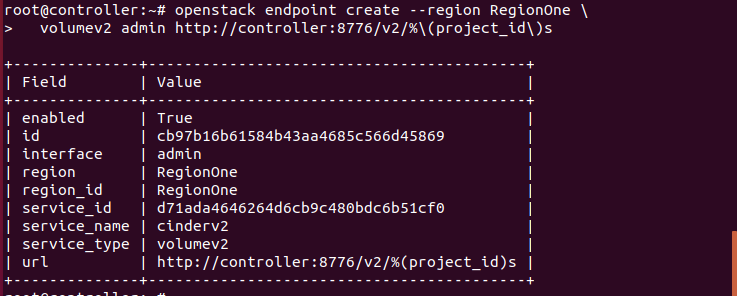 root@controller:~# openstack endpoint create --region RegionOne \
>   volumev2 admin http://controller:8776/v2/%\(project_id\)s
+--------------+------------------------------------------+
| Field        | Value                                    |
+--------------+------------------------------------------+
| enabled      | True                                     |
| id           | cb97b16b61584b43aa4685c566d45869         |
| interface    | admin                                    |
| region       | RegionOne                                |
| region_id    | RegionOne                                |
| service_id   | d71ada4646264d6cb9c480bdc6b51cf0         |
| service_name | cinderv2                                 |
| service_type | volumev2                                 |
| url          | http://controller:8776/v2/%(project_id)s |
+--------------+------------------------------------------+
root@controller:~#